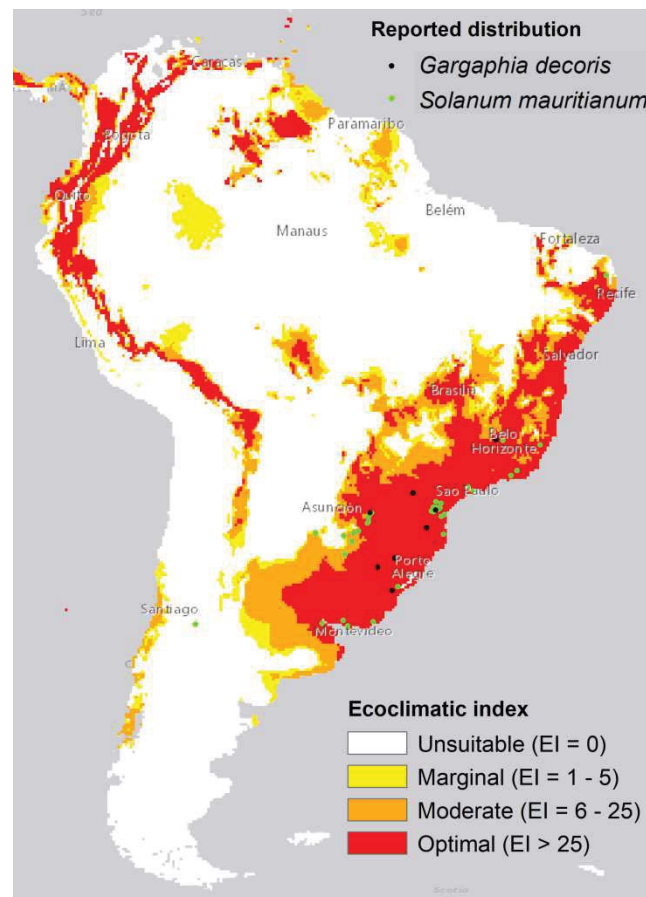 Reported distribution
Gargaphia decoris
Solanum mauritianum
Caracas
Bogota
Paramaribo
Quito
Belém
Manaus
Fortaleza
Recife
Lima
Salvador
Brasilia
Belo
Horizonte
Sao Paulo
Asunción
Porto
Alegre
Santiago
Montevideo
Ecoclimatic index
Unsuitable (EI = 0)
Marginal (EI = 1 - 5)
Moderate (EI = 6 - 25)
Optimal (EI > 25)